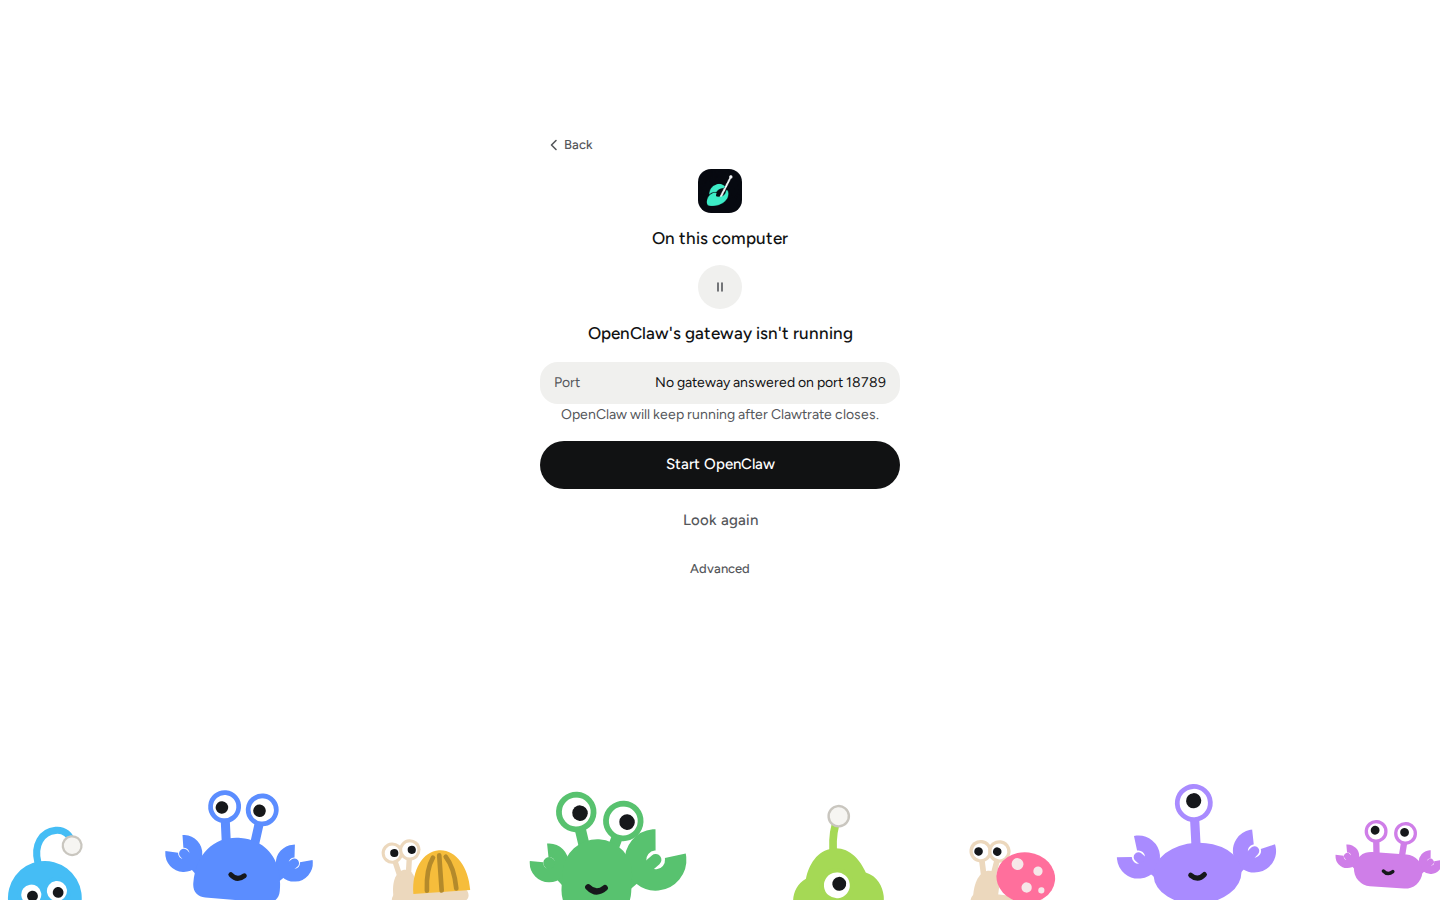 Back
On this computer
OpenClaw's gateway isn't running
Port No gateway answered on port 18789
OpenClaw will keep running after Clawtrate closes.
Start OpenClaw
Look again
Advanced